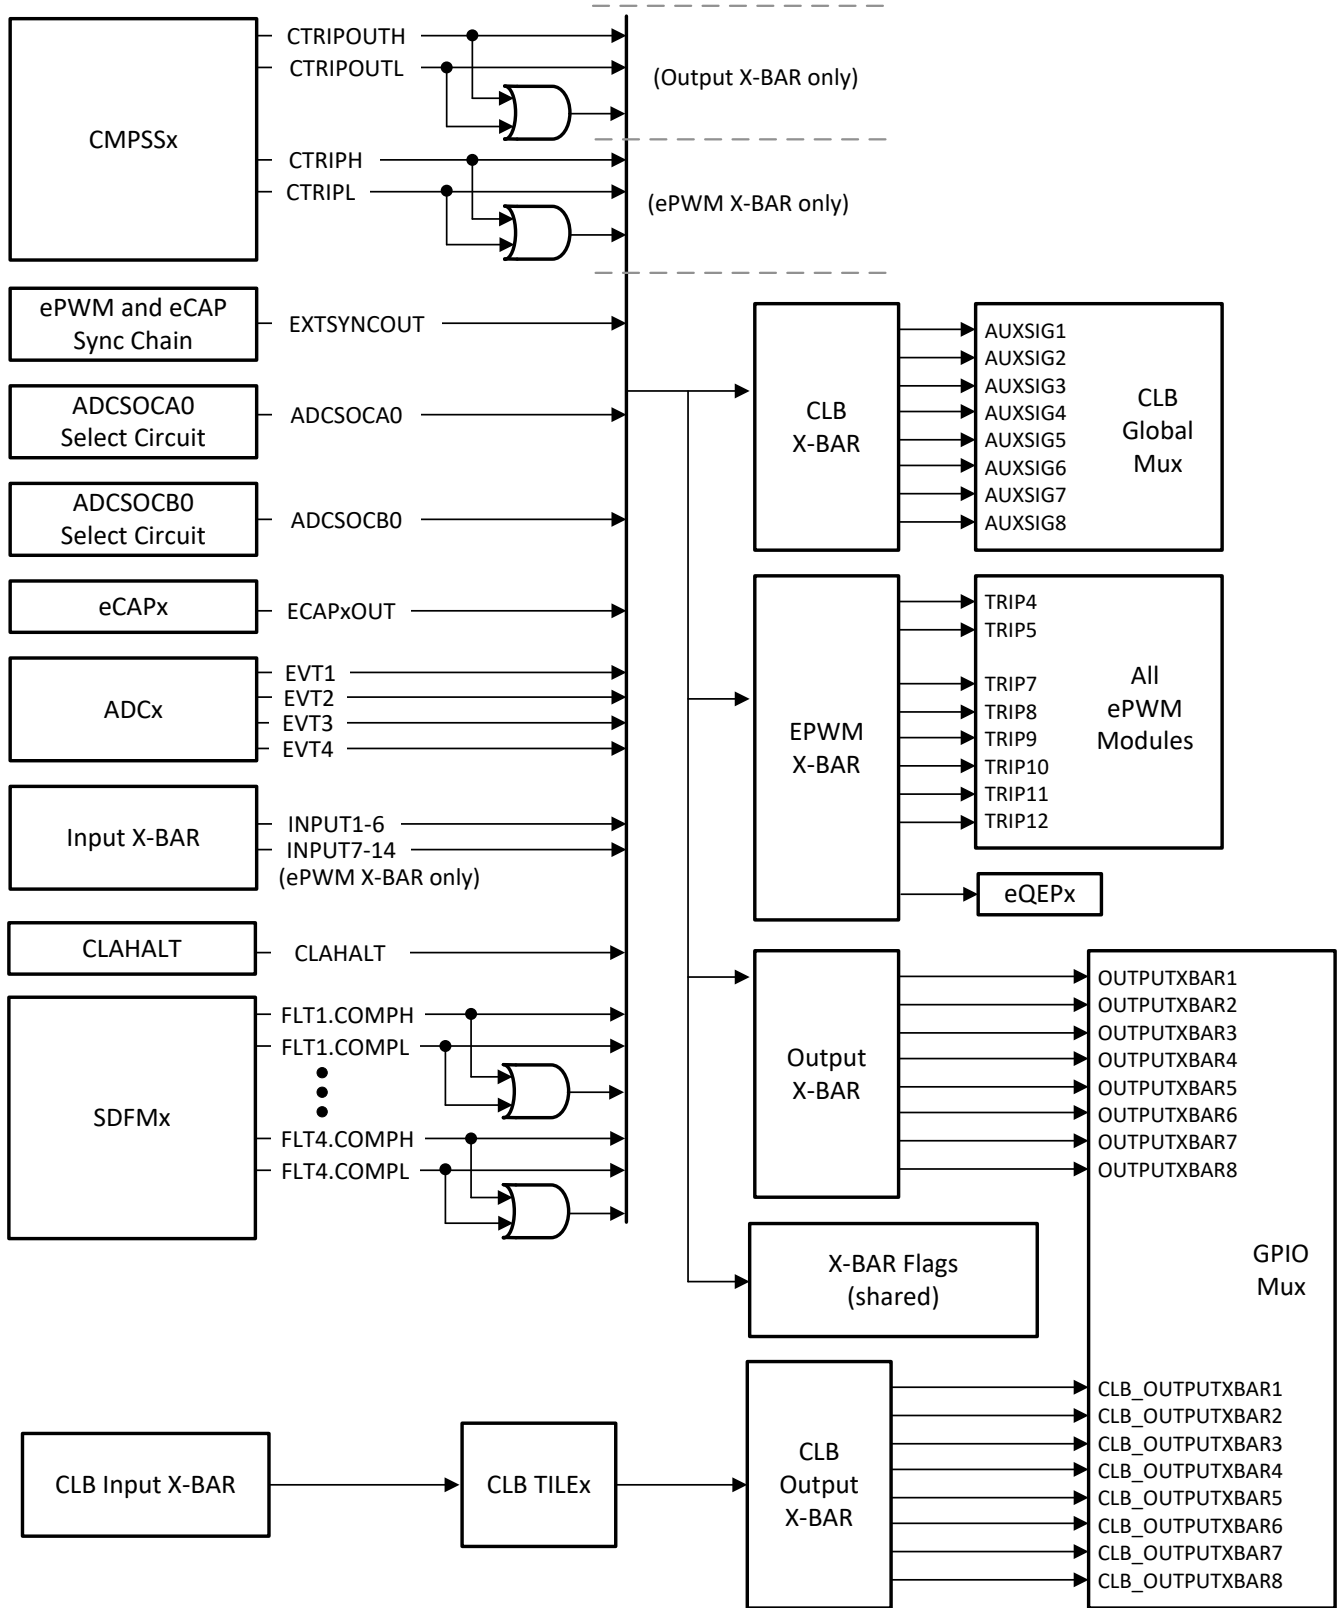 CMPSSx
CTRIPOUTH
CTRIPOUTL
(Output X-BAR only)
CTRIPH
CTRIPL
(ePWM X-BAR only)
ePWM and eCAP
Sync Chain
EXTSYNCOUT
ADCSOCA0
Select Circuit
ADCSOCA0
ADCSOCB0
Select Circuit
ADCSOCB0
eCAPx
ECAPxOUT
ADCx
EVT1
EVT2
EVT3
EVT4
Input X-BAR
INPUT1-6
INPUT7-14
(ePWM X-BAR only)
CLAHALT
CLAHALT
SDFMx
FLT1.COMPH
FLT1.COMPL
FLT4.COMPH
FLT4.COMPL
CLB
X-BAR
AUXSIG1
AUXSIG2
AUXSIG3
AUXSIG4
AUXSIG5
AUXSIG6
AUXSIG7
AUXSIG8
CLB
Global
Mux
EPWM
X-BAR
TRIP4
TRIP5
TRIP7
TRIP8
TRIP9
TRIP10
TRIP11
TRIP12
All
ePWM
Modules
eQEPx
Output
X-BAR
OUTPUTXBAR1
OUTPUTXBAR2
OUTPUTXBAR3
OUTPUTXBAR4
OUTPUTXBAR5
OUTPUTXBAR6
OUTPUTXBAR7
OUTPUTXBAR8
X-BAR Flags
(shared)
GPIO
Mux
CLB Input X-BAR
CLB TILEx
CLB
Output
X-BAR
CLB_OUTPUTXBAR1
CLB_OUTPUTXBAR2
CLB_OUTPUTXBAR3
CLB_OUTPUTXBAR4
CLB_OUTPUTXBAR5
CLB_OUTPUTXBAR6
CLB_OUTPUTXBAR7
CLB_OUTPUTXBAR8